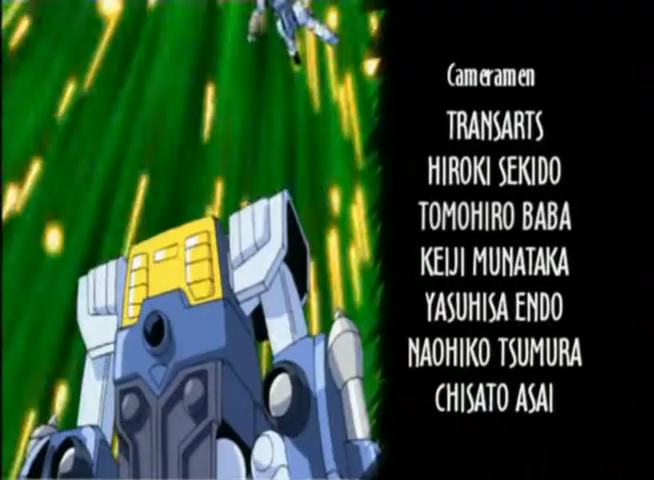 Cameramen
TRANSARTS
HIROKI SEKIDO
TOMOHIRO BABA
KEIJI MUNATAKA
YASUHISA ENDO
NAOHIKO TSUMURA
CHISATO ASAI